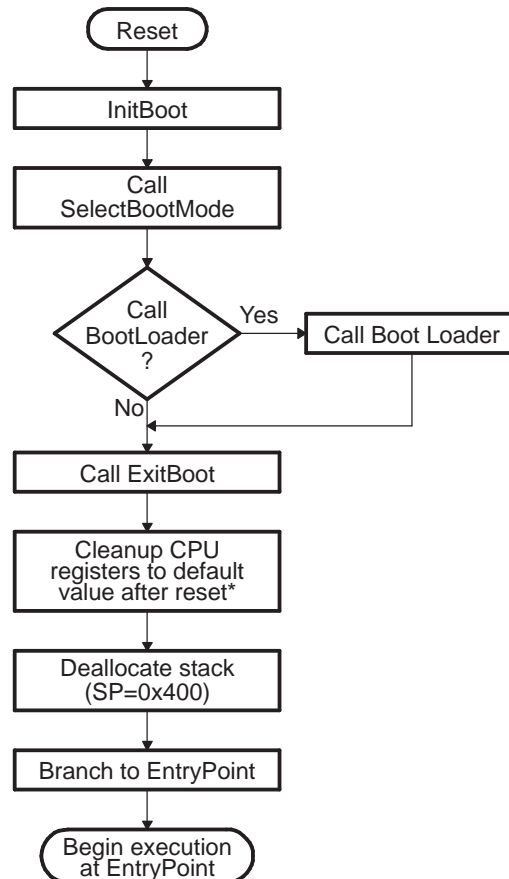 Reset
InitBoot
Call
SelectBootMode
Call
BootLoader
?
Yes
Call Boot Loader
No
Call ExitBoot
Cleanup CPU
registers to default
value after reset*
Deallocate stack
(SP=0x400)
Branch to EntryPoint
Begin execution
at EntryPoint